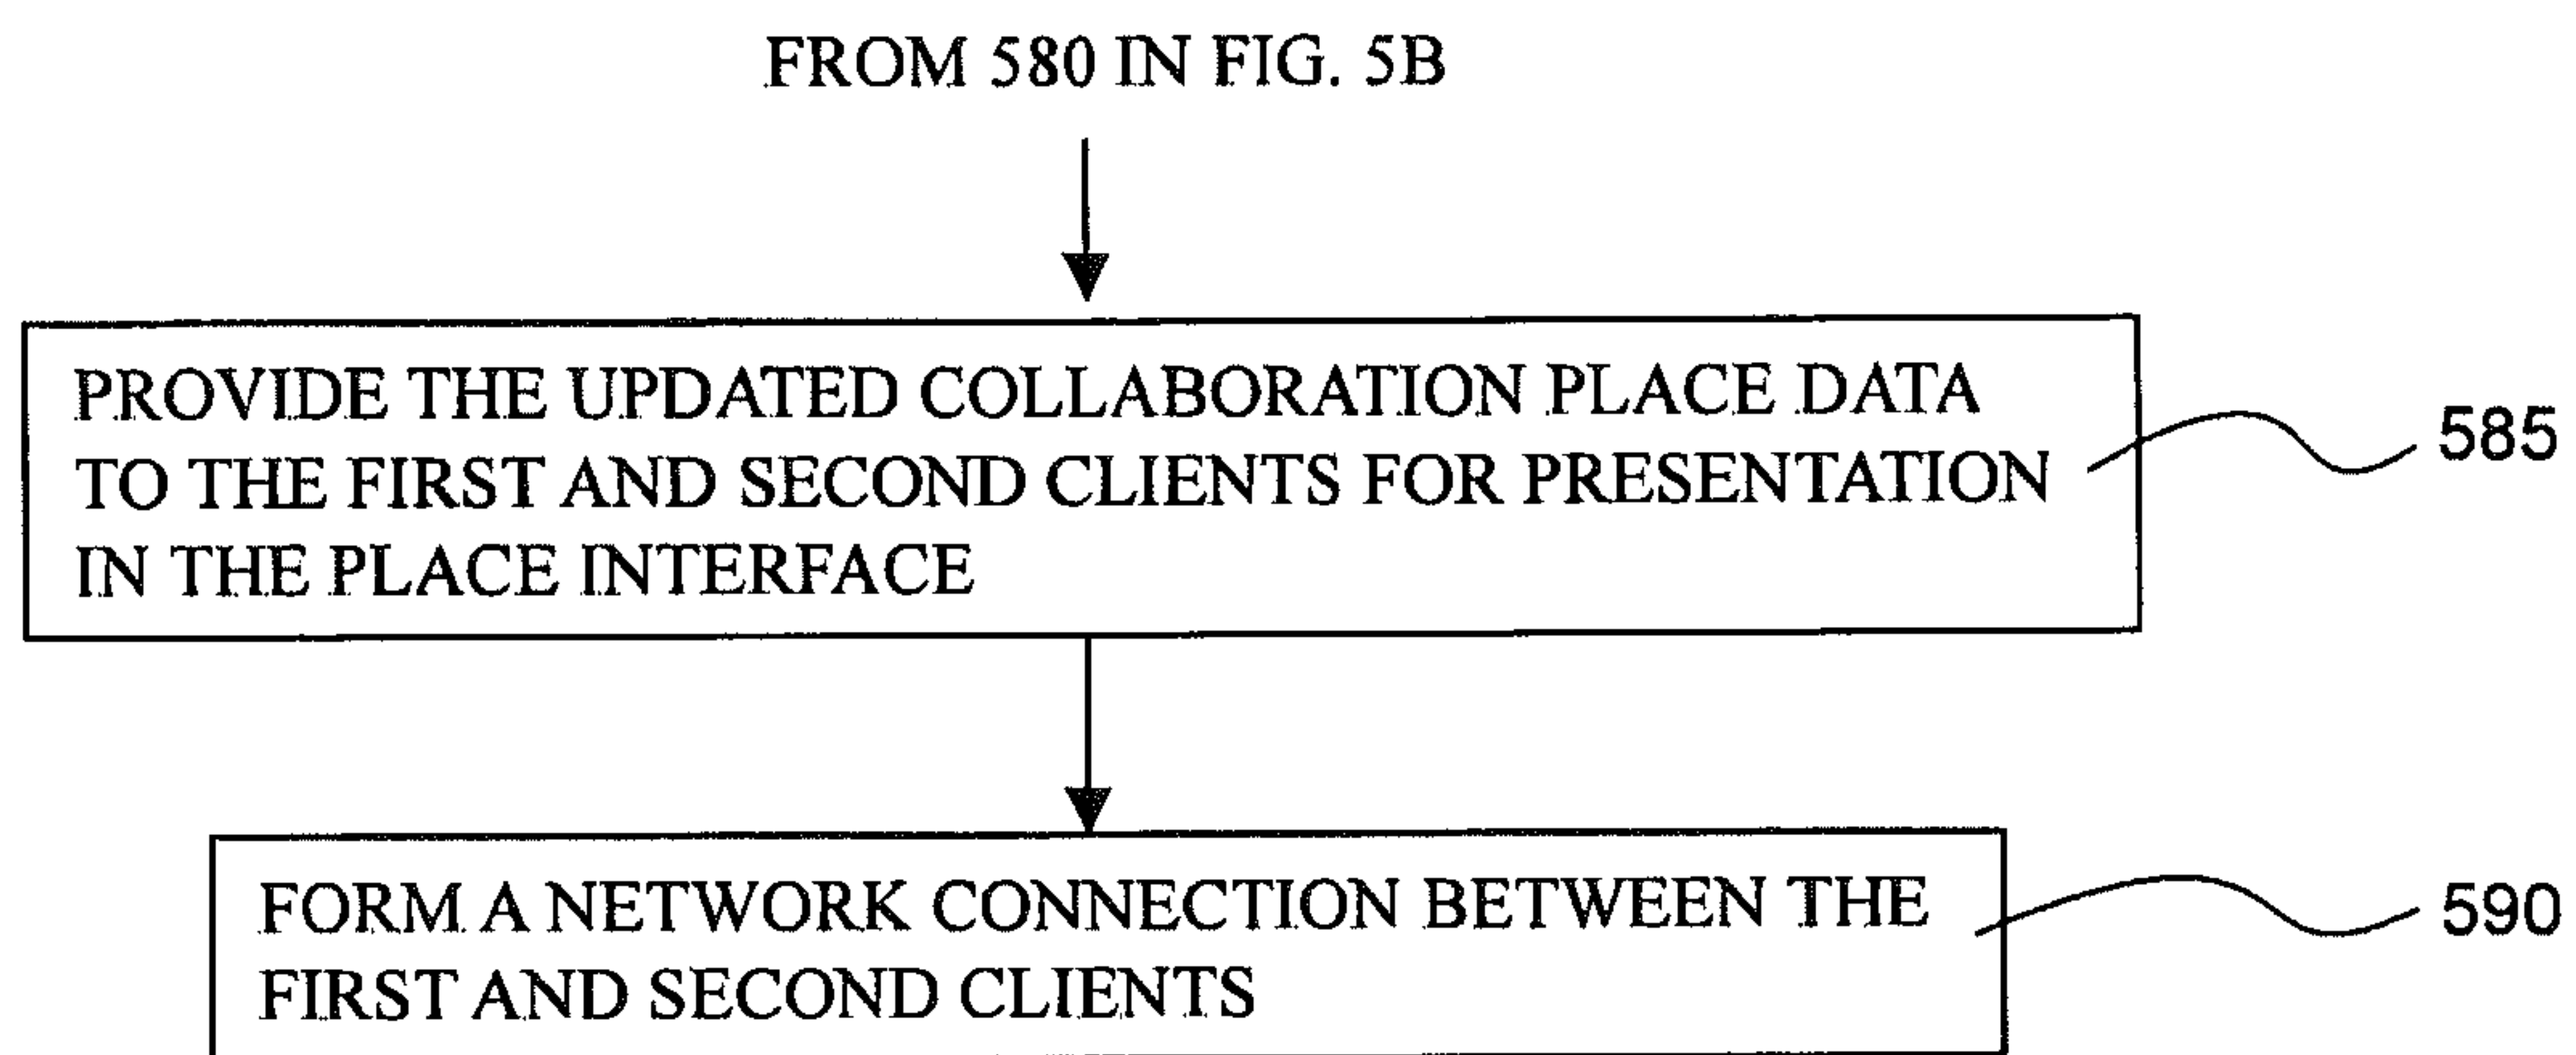 FROM 580 IN FIG. 5B
PROVIDE THE UPDATED COLLABORATION PLACE DATA
TO THE FIRST AND SECOND CLIENTS FOR PRESENTATION
IN THE PLACE INTERFACE
585
FORM A NETWORK CONNECTION BETWEEN THE
FIRST AND SECOND CLIENTS
590